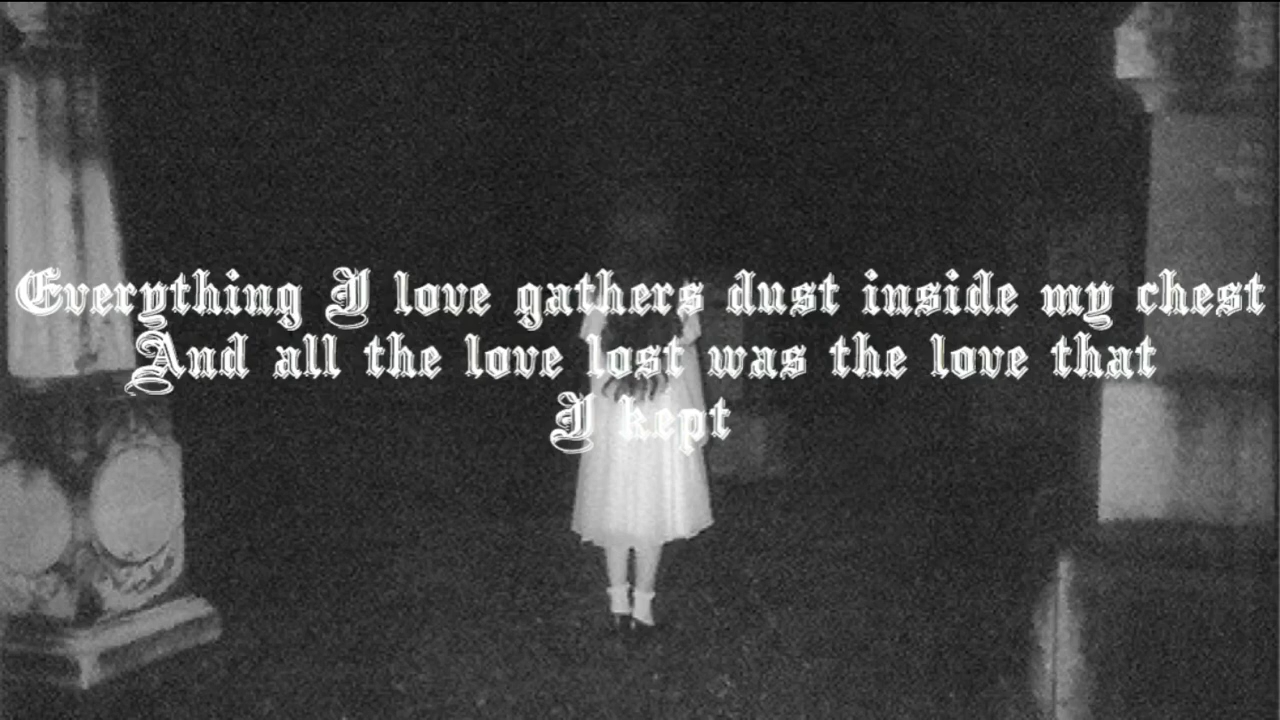 Everything I love gathers dust inside my chest
And all the love lost was the love that
I kept